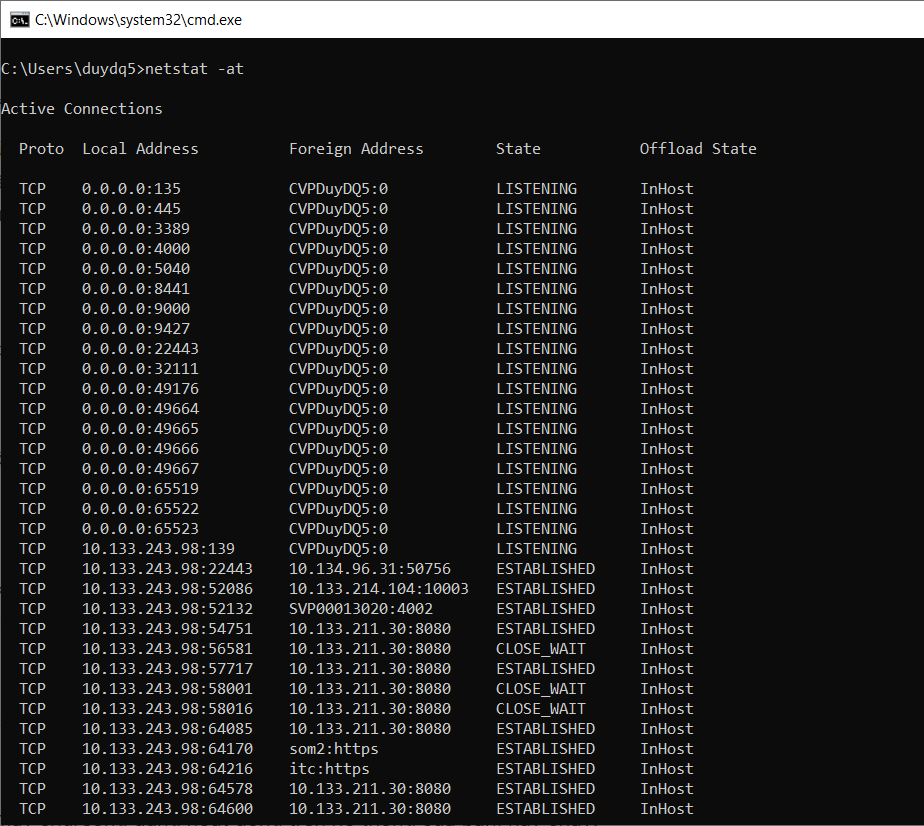 C:\Windows\system32\cmd.exe
C:\Users\duydq5>netstat -at
Active Connections
Proto  Local Address          Foreign Address        State           Offload State
TCP    0.0.0.0:135            CVPDuyDQ5:0            LISTENING       InHost
TCP    0.0.0.0:445            CVPDuyDQ5:0            LISTENING       InHost
TCP    0.0.0.0:3389           CVPDuyDQ5:0            LISTENING       InHost
TCP    0.0.0.0:4000           CVPDuyDQ5:0            LISTENING       InHost
TCP    0.0.0.0:5040           CVPDuyDQ5:0            LISTENING       InHost
TCP    0.0.0.0:8441           CVPDuyDQ5:0            LISTENING       InHost
TCP    0.0.0.0:9000           CVPDuyDQ5:0            LISTENING       InHost
TCP    0.0.0.0:9427           CVPDuyDQ5:0            LISTENING       InHost
TCP    0.0.0.0:22443          CVPDuyDQ5:0            LISTENING       InHost
TCP    0.0.0.0:32111          CVPDuyDQ5:0            LISTENING       InHost
TCP    0.0.0.0:49176          CVPDuyDQ5:0            LISTENING       InHost
TCP    0.0.0.0:49664          CVPDuyDQ5:0            LISTENING       InHost
TCP    0.0.0.0:49665          CVPDuyDQ5:0            LISTENING       InHost
TCP    0.0.0.0:49666          CVPDuyDQ5:0            LISTENING       InHost
TCP    0.0.0.0:49667          CVPDuyDQ5:0            LISTENING       InHost
TCP    0.0.0.0:65519          CVPDuyDQ5:0            LISTENING       InHost
TCP    0.0.0.0:65522          CVPDuyDQ5:0            LISTENING       InHost
TCP    0.0.0.0:65523          CVPDuyDQ5:0            LISTENING       InHost
TCP    10.133.243.98:139      CVPDuyDQ5:0            LISTENING       InHost
TCP    10.133.243.98:22443    10.134.96.31:50756     ESTABLISHED     InHost
TCP    10.133.243.98:52086    10.133.214.104:10003   ESTABLISHED     InHost
TCP    10.133.243.98:52132    SVP00013020:4002       ESTABLISHED     InHost
TCP    10.133.243.98:54751    10.133.211.30:8080     ESTABLISHED     InHost
TCP    10.133.243.98:56581    10.133.211.30:8080     CLOSE_WAIT      InHost
TCP    10.133.243.98:57717    10.133.211.30:8080     ESTABLISHED     InHost
TCP    10.133.243.98:58001    10.133.211.30:8080     CLOSE_WAIT      InHost
TCP    10.133.243.98:58016    10.133.211.30:8080     CLOSE_WAIT      InHost
TCP    10.133.243.98:64085    10.133.211.30:8080     ESTABLISHED     InHost
TCP    10.133.243.98:64170    som2:https             ESTABLISHED     InHost
TCP    10.133.243.98:64216    itc:https              ESTABLISHED     InHost
TCP    10.133.243.98:64578    10.133.211.30:8080     ESTABLISHED     InHost
TCP    10.133.243.98:64600    10.133.211.30:8080     ESTABLISHED     InHost